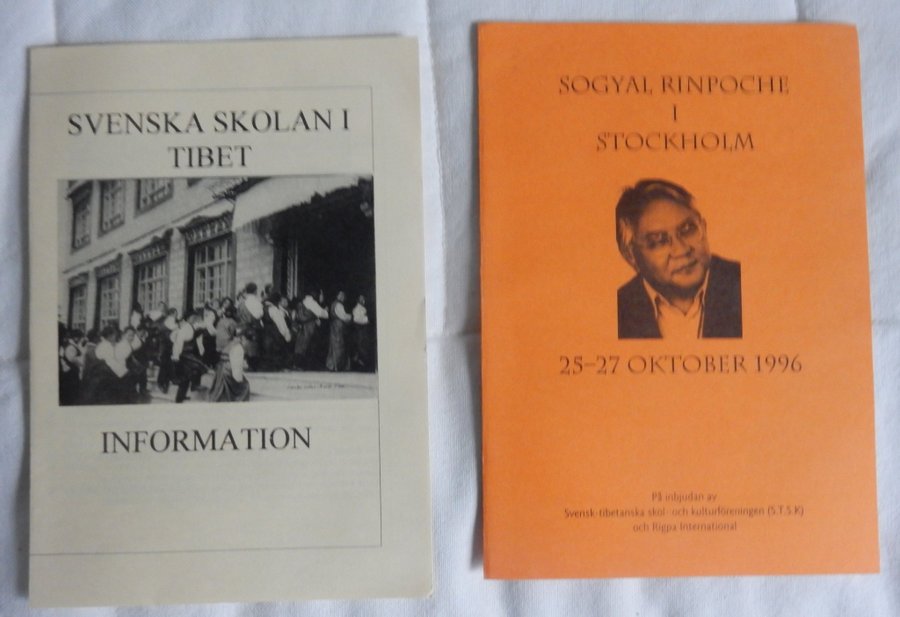 SVENSKA SKOLAN I
TIBET
INFORMATION
SOGYAL RINPOCHE
I
STOCKHOLM
25–27 OKTOBER 1996
På inbjudan av
Svensk-tibetanska skol- och kulturföreningen (S.T.S.K)
och Rigpa International